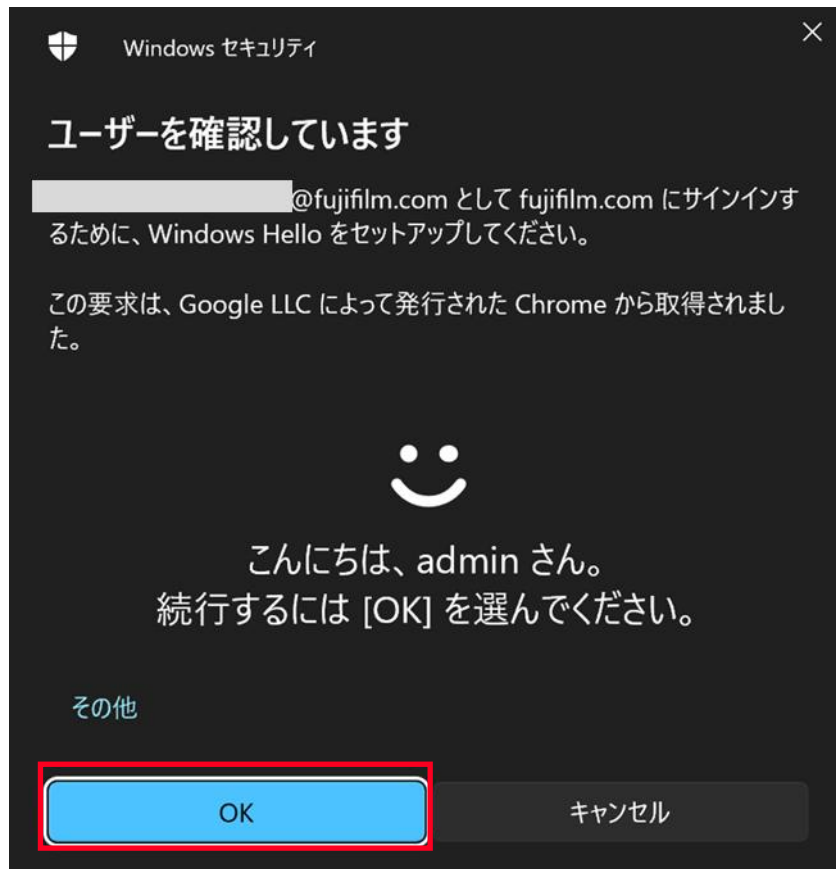 Windows セキュリティ
ユーザーを確認しています
@fujifilm.com として fujifilm.com にサインインす
るために、Windows Hello をセットアップしてください。
この要求は、Google LLC によって発行された Chrome から取得されまし
た。
こんにちは、admin さん。
続行するには [OK] を選んでください。
その他
OK
キャンセル